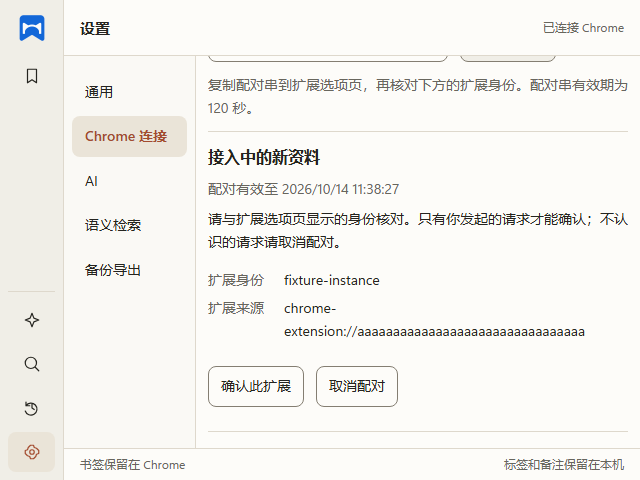 设置
已连接 Chrome
通用
Chrome 连接
AI
语义检索
备份导出
复制配对串到扩展选项页，再核对下方的扩展身份。配对串有效期为
120 秒。
接入中的新资料
配对有效至 2026/10/14 11:38:27
请与扩展选项页显示的身份核对。只有你发起的请求才能确认；不认
识的请求请取消配对。
扩展身份 fixture-instance
扩展来源 chrome-
extension://aaaaaaaaaaaaaaaaaaaaaaaaaaaaaaaa
确认此扩展 取消配对
书签保留在 Chrome
标签和备注保留在本机